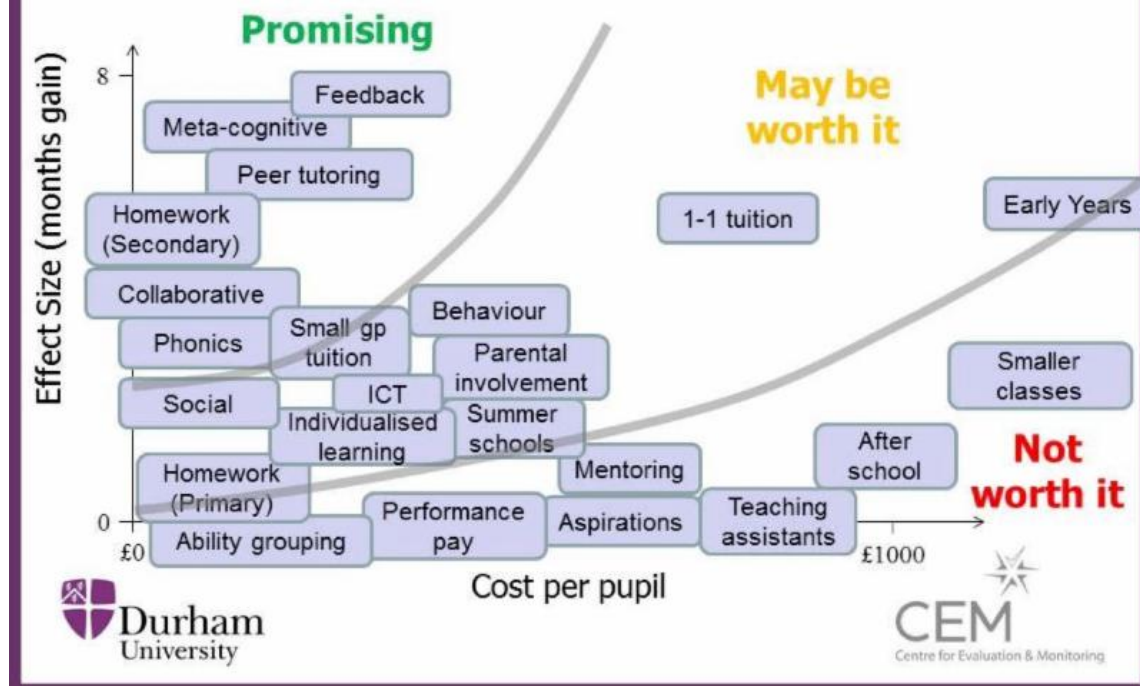 Promising
May be
worth it
Not
worth it
Effect Size (months gain)
8
0
£0
£1000
Cost per pupil
Feedback
Meta-cognitive
Peer tutoring
Homework
(Secondary)
1-1 tuition
Early Years
Collaborative
Behaviour
Phonics
Small gp
tuition
Parental
involvement
Smaller
classes
ICT
Social
Individualised
learning
Summer
schools
After
school
Mentoring
Homework
(Primary)
Performance
pay
Aspirations
Teaching
assistants
Ability grouping
Durham
University
CEM
Centre for Evaluation & Monitoring